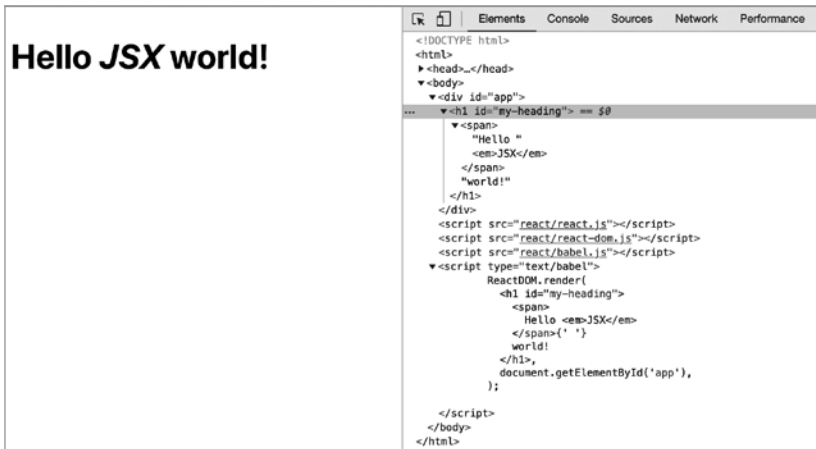 Hello JSX world!
Elements Console Sources Network Performance
<!DOCTYPE html>
<html>
▶<head>…</head>
▼<body>
▼<div id="app">
… ▼<h1 id="my-heading"> == $0
▼<span>
"Hello "
<em>JSX</em>
</span>
"world!"
</h1>
</div>
<script src="react/react.js"></script>
<script src="react/react-dom.js"></script>
<script src="react/babel.js"></script>
▼<script type="text/babel">
ReactDOM.render(
<h1 id="my-heading">
<span>
Hello <em>JSX</em>
</span>{' '}
world!
</h1>,
document.getElementById('app'),
);
</script>
</body>
</html>